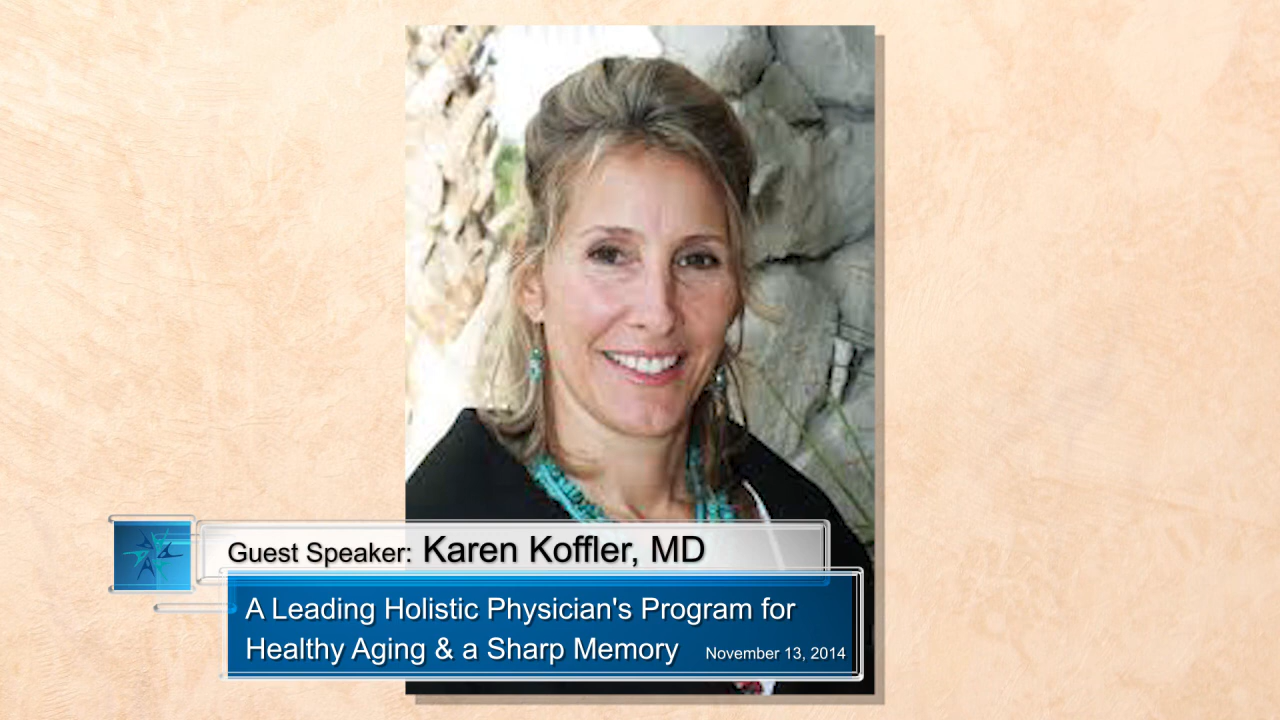 Guest Speaker: Karen Koffler, MD
A Leading Holistic Physician's Program for
Healthy Aging & a Sharp Memory November 13, 2014